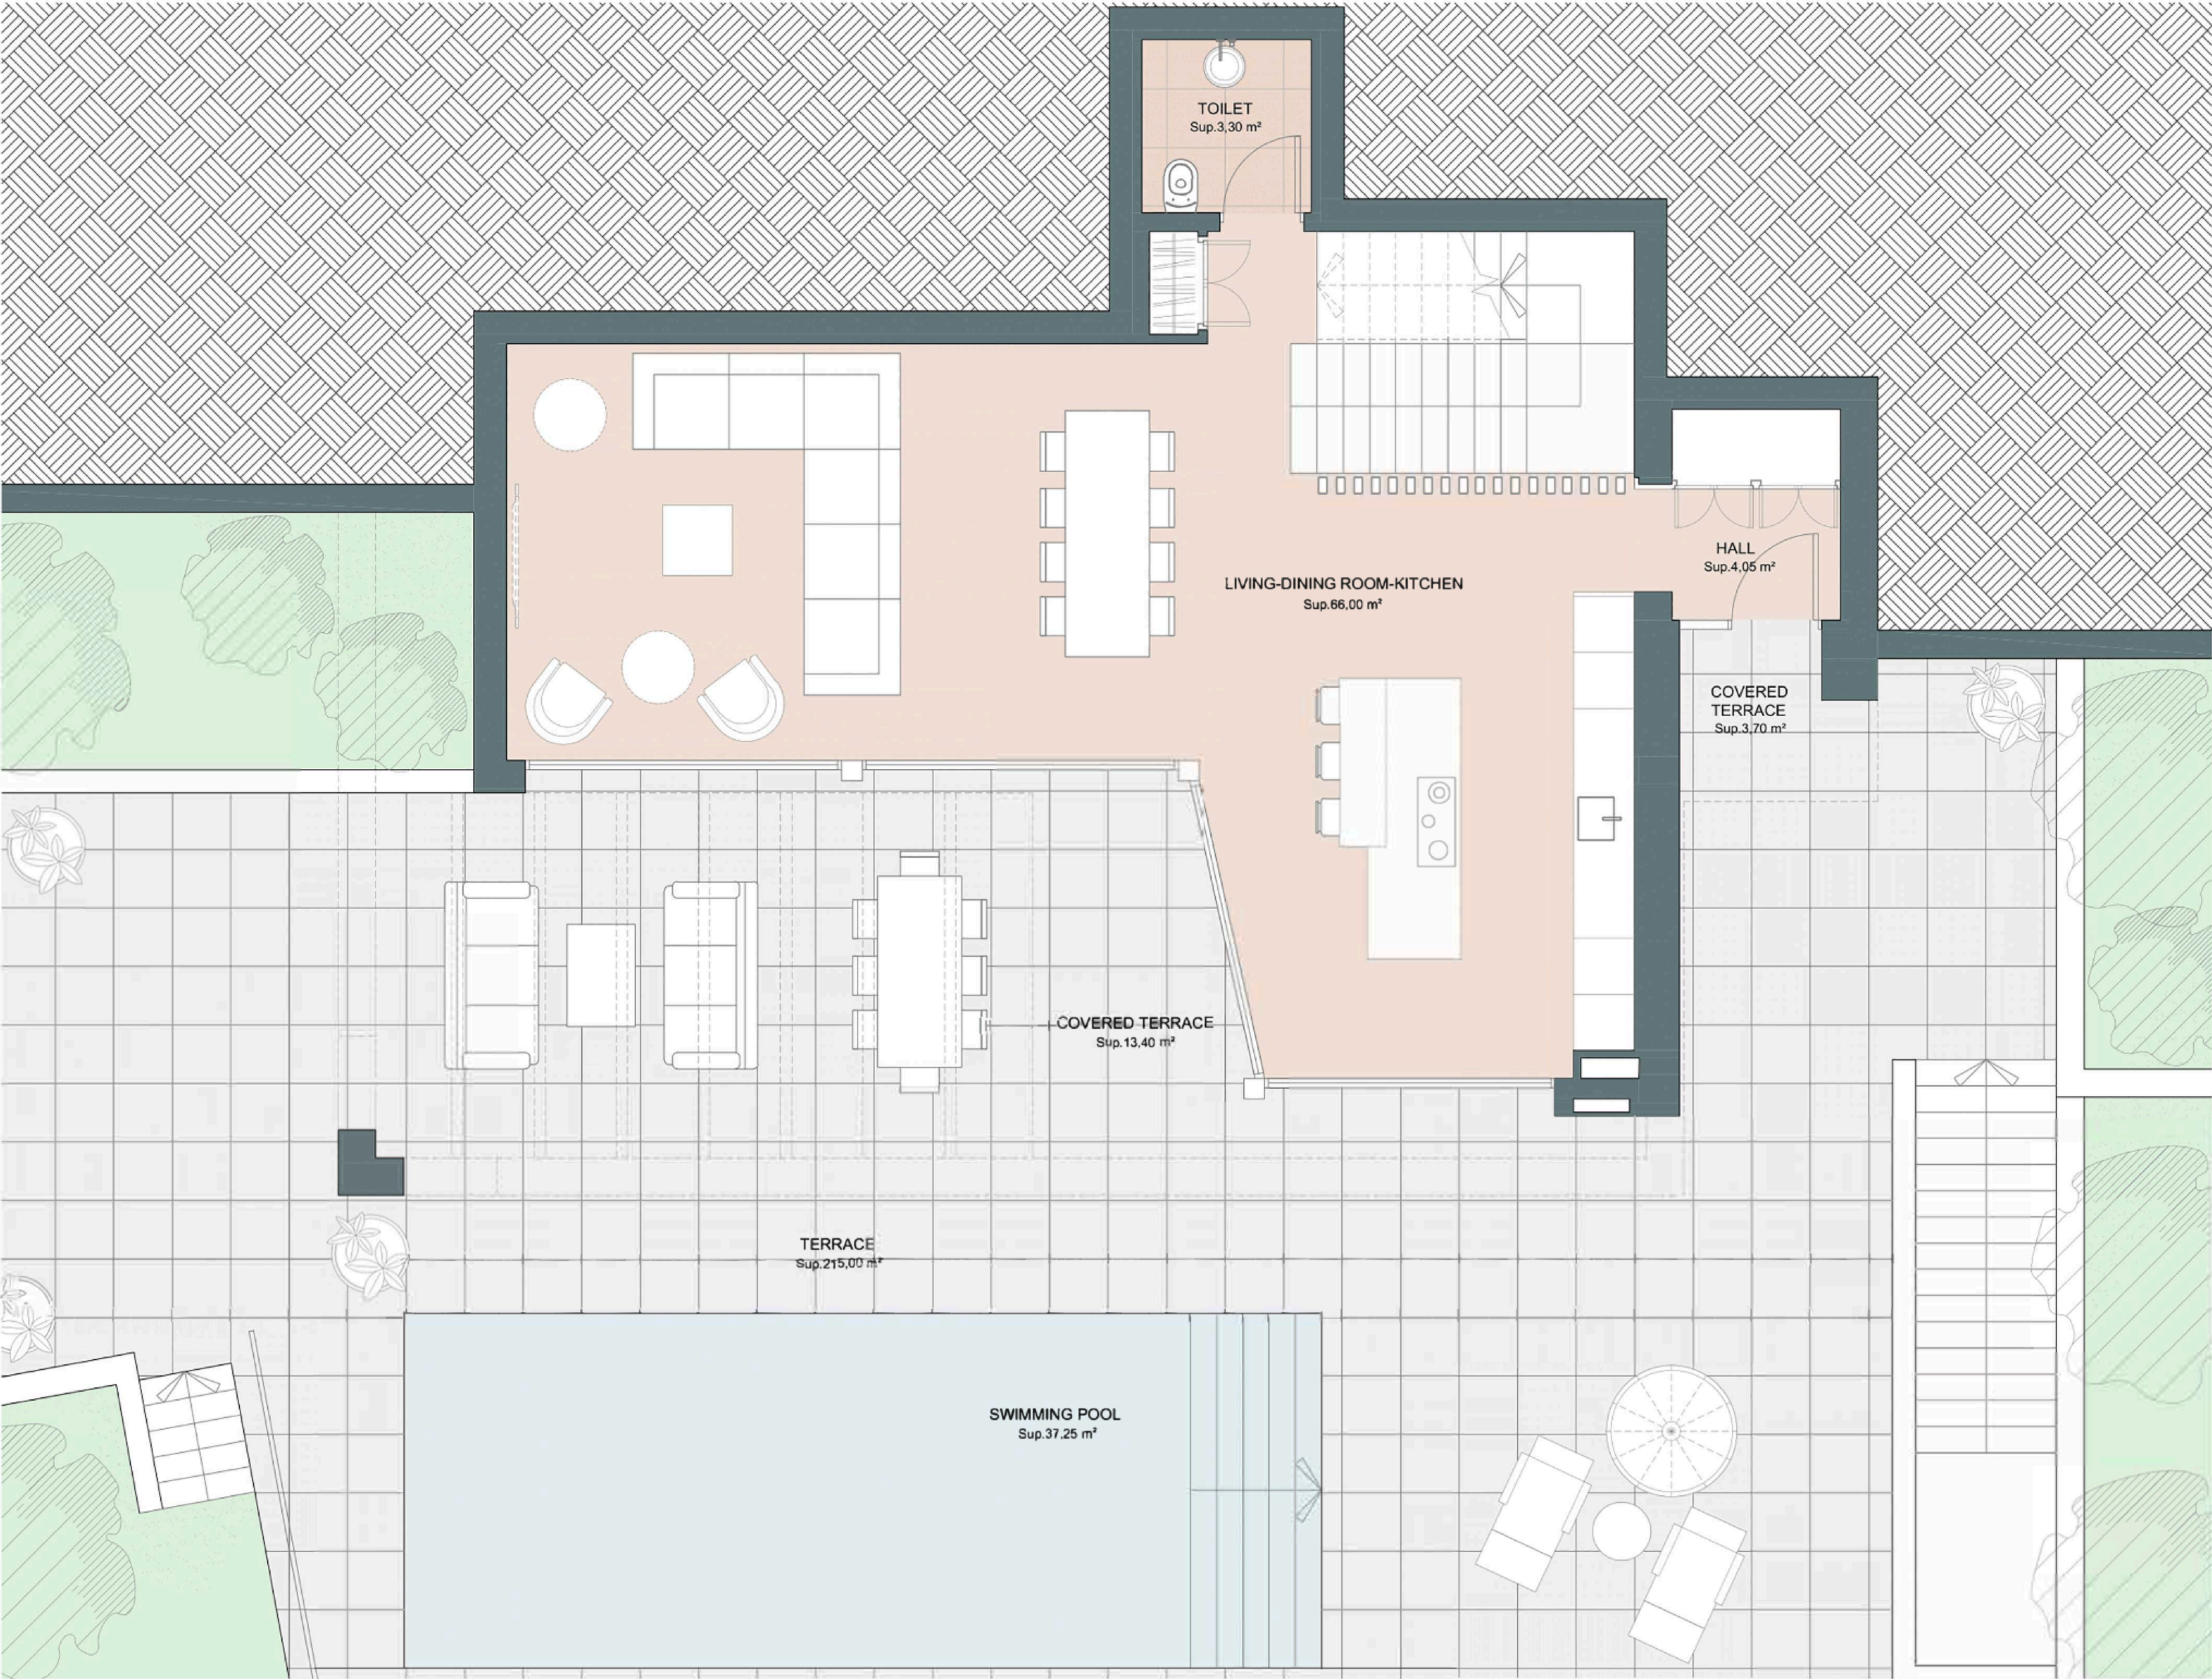 TOILET
Sup.3,30 m²
HALL
Sup.4,05 m²
LIVING-DINING ROOM-KITCHEN
Sup.66,00 m²
COVERED
TERRACE
Sup.3,70 m²
COVERED TERRACE
Sup.13,40 m²
TERRACE
Sup.215,00 m²
SWIMMING POOL
Sup.37,25 m²